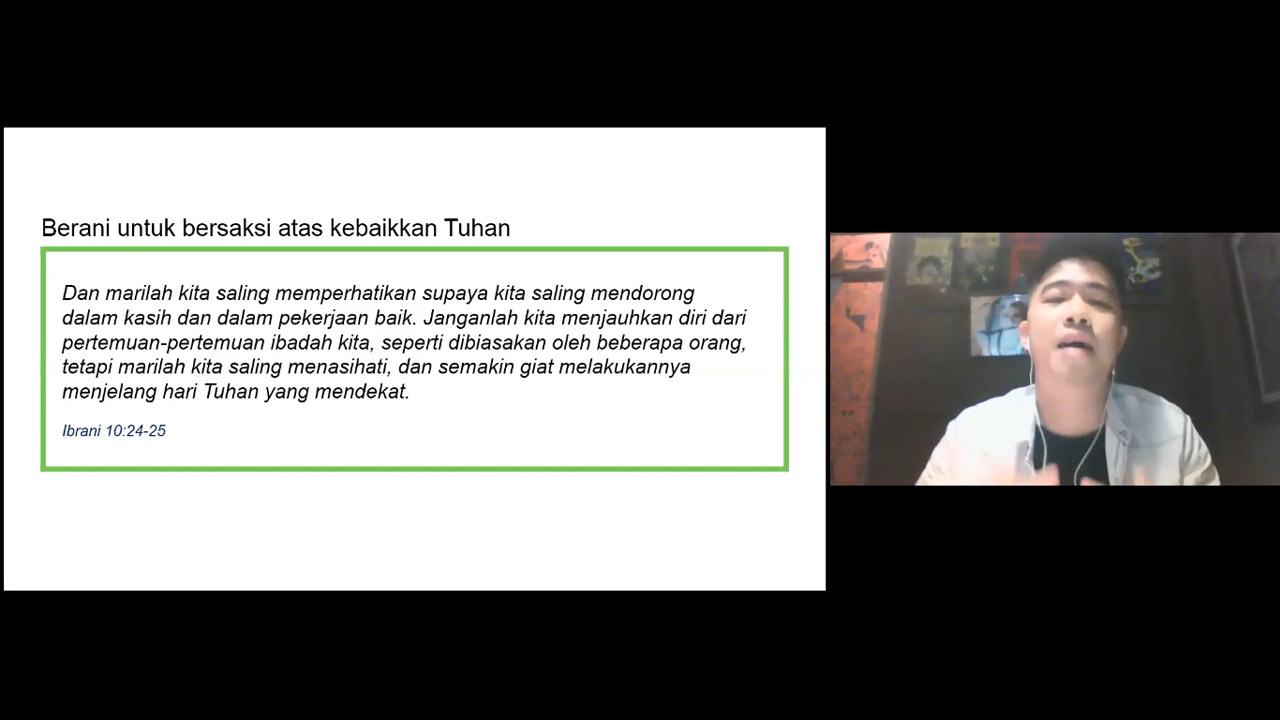 Berani untuk bersaksi atas kebaikkan Tuhan
Dan marilah kita saling memperhatikan supaya kita saling mendorong
dalam kasih dan dalam pekerjaan baik. Janganlah kita menjauhkan diri dari
pertemuan-pertemuan ibadah kita, seperti dibiasakan oleh beberapa orang,
tetapi marilah kita saling menasihati, dan semakin giat melakukannya
menjelang hari Tuhan yang mendekat.
Ibrani 10:24-25